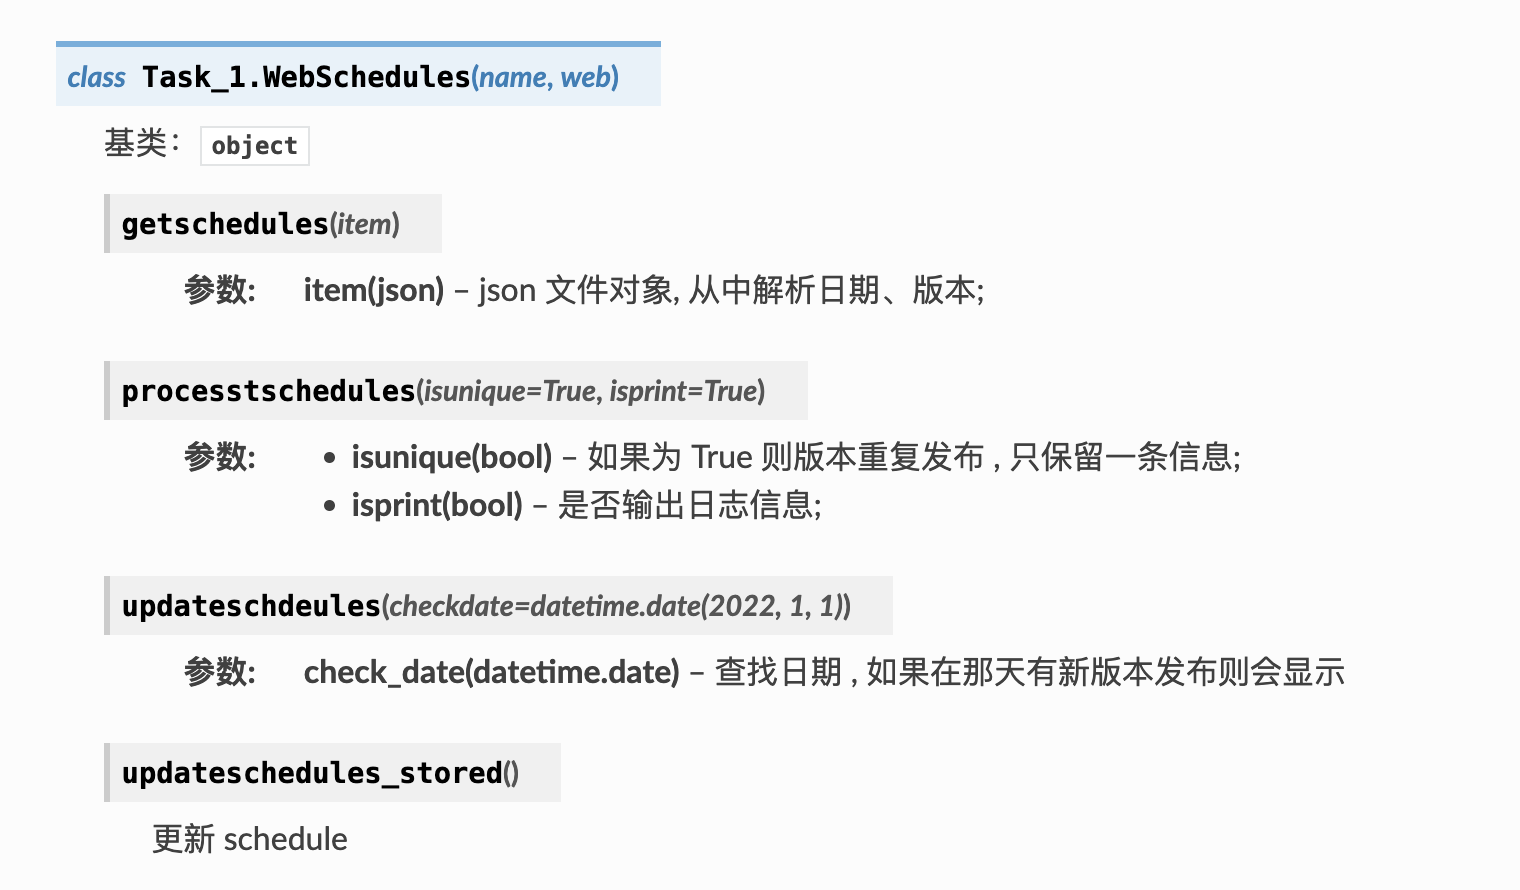 class Task_1.WebSchedules(name, web)
基类： object
getschedules(item)
参数: item(json) – json 文件对象, 从中解析日期、版本;
processtschedules(isunique=True, isprint=True)
参数: • isunique(bool) – 如果为 True 则版本重复发布 , 只保留一条信息;
• isprint(bool) – 是否输出日志信息;
updateschdeules(checkdate=datetime.date(2022, 1, 1))
参数: check_date(datetime.date) – 查找日期 , 如果在那天有新版本发布则会显示
updateschedules_stored()
更新 schedule